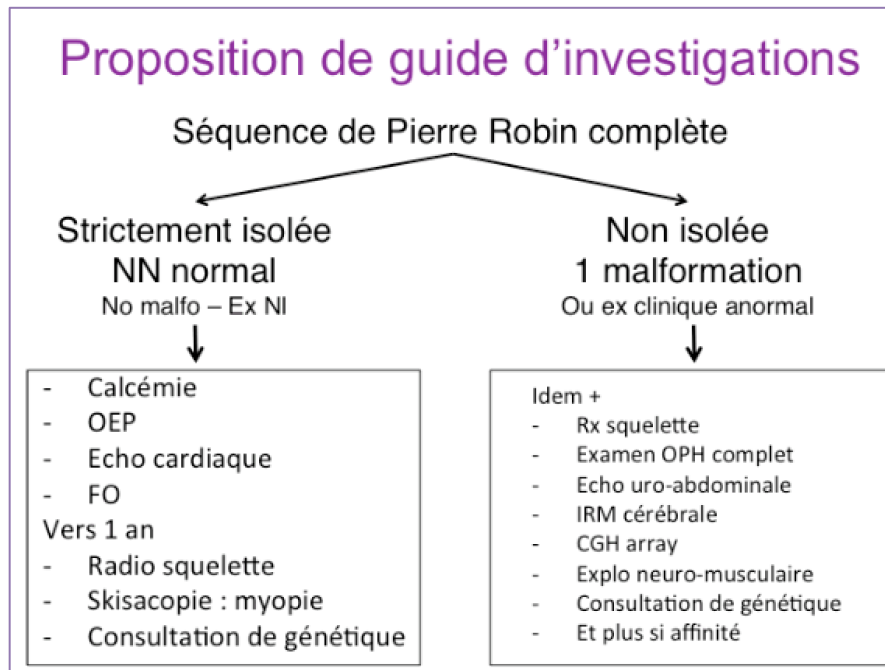 Proposition de guide d'investigations
Séquence de Pierre Robin complète
Strictement isolée
NN normal
No malfo – Ex Nl
- Calcémie
- OEP
- Echo cardiaque
- FO
Vers 1 an
- Radio squelette
- Skisacopie : myopie
- Consultation de génétique
Non isolée
1 malformation
Ou ex clinique anormal
Idem +
- Rx squelette
- Examen OPH complet
- Echo uro-abdominale
- IRM cérébrale
- CGH array
- Explo neuro-musculaire
- Consultation de génétique
- Et plus si affinité